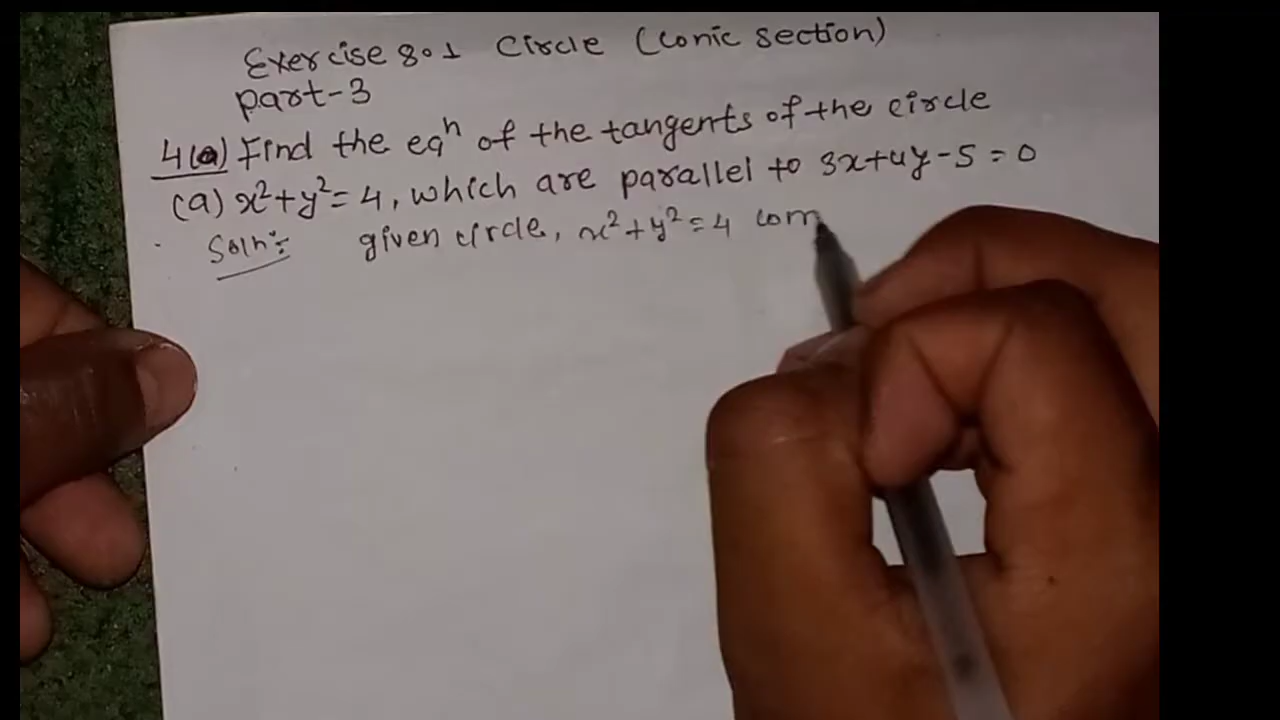 Exercise 8.1 Circle (Conic section)
part-3
4(a) Find the eqⁿ of the tangents of the circle
(a) x²+y²=4, which are parallel to 3x+4y-5=0
Solⁿ:- given circle, x²+y²=4 com